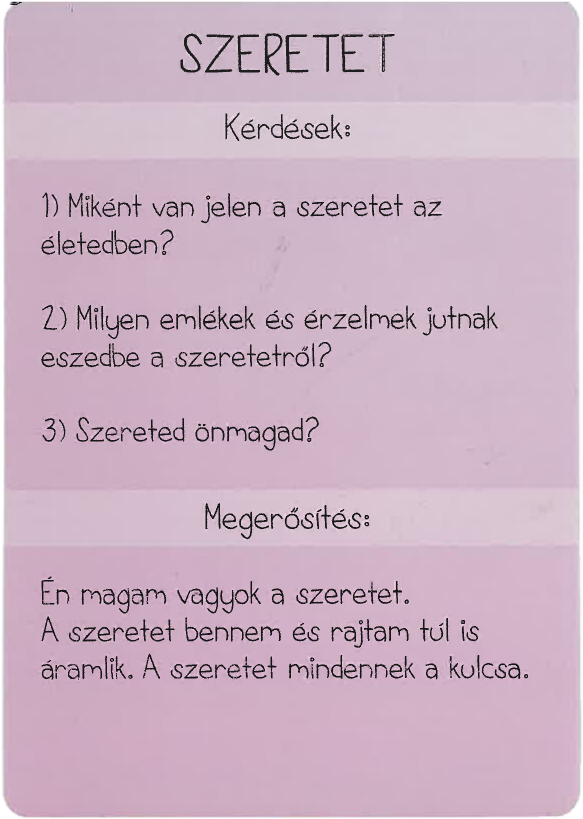 SZERETET
Kérdések:
1) Miként van jelen a szeretet az
életedben?
2) Milyen emlékek és érzelmek jutnak
eszedbe a szeretetről?
3) Szereted önmagad?
Megerősítés:
Én magam vagyok a szeretet.
A szeretet bennem és rajtam túl is
áramlik. A szeretet mindennek a kulcsa.